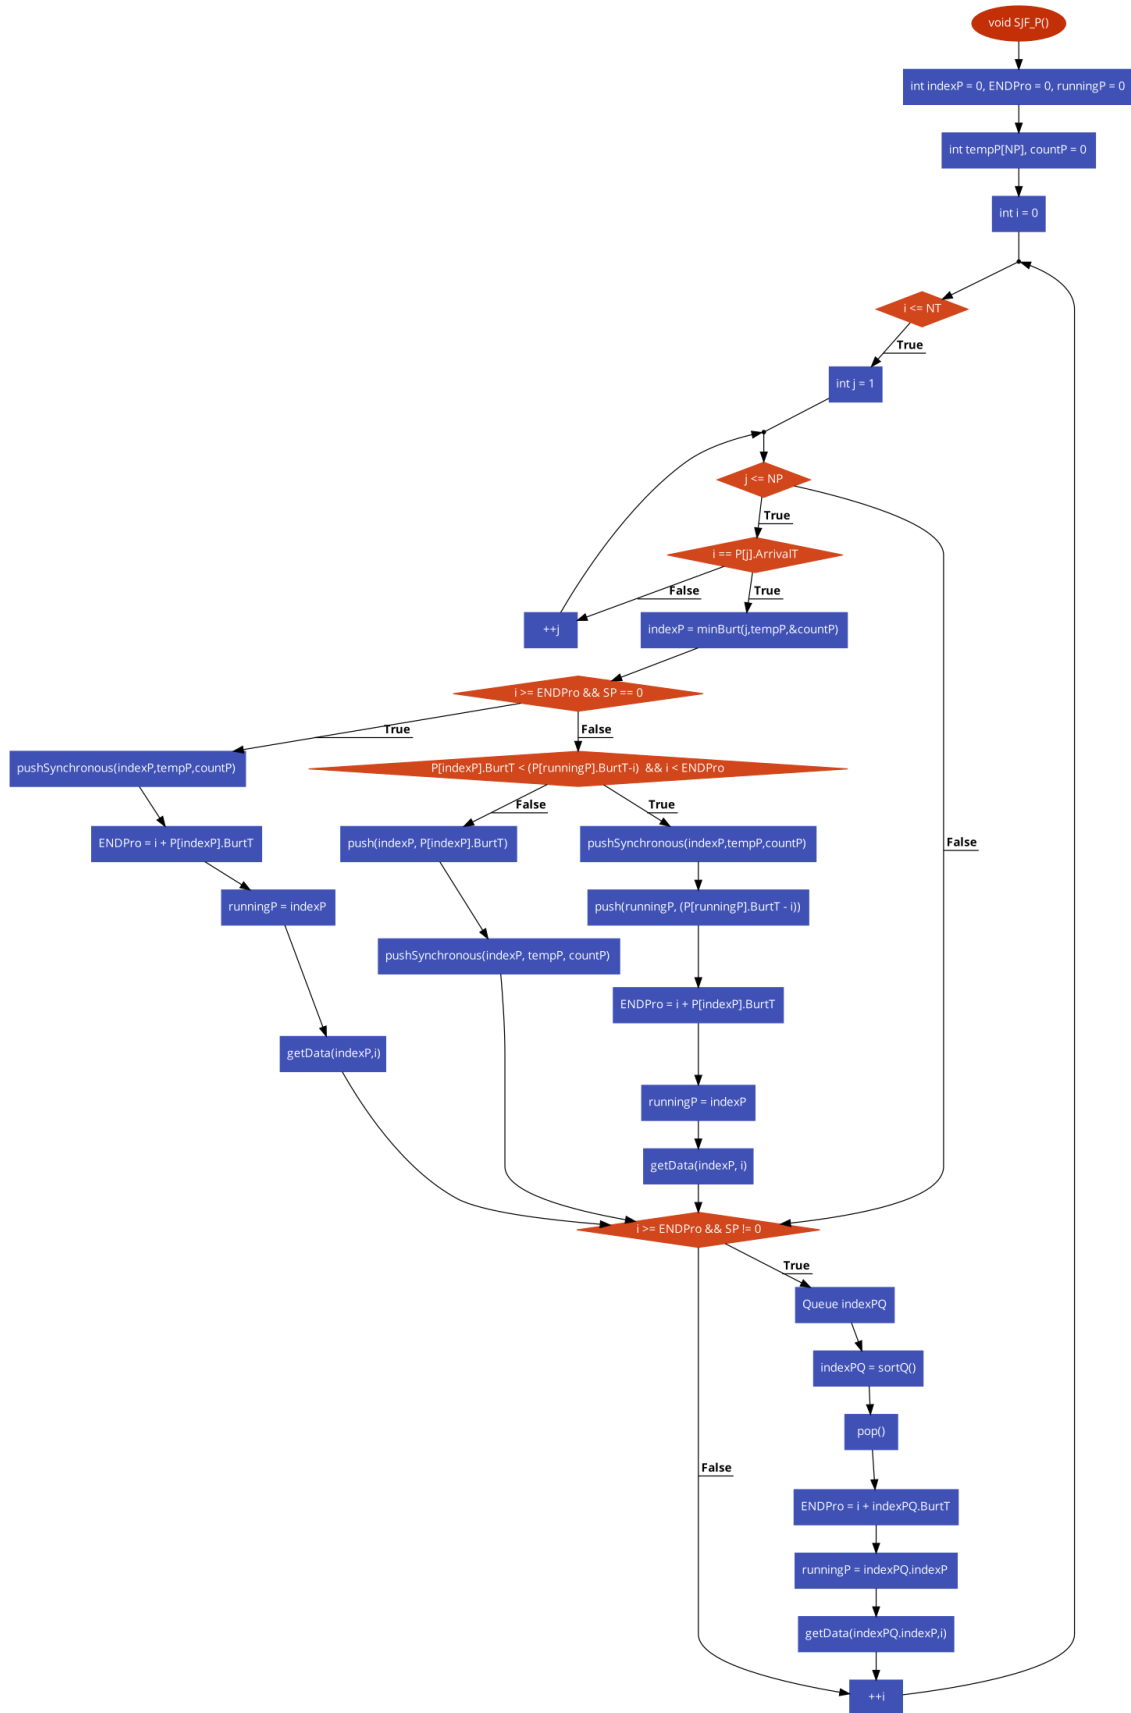 void SJF_P()
int indexP = 0, ENDPro = 0, runningP = 0
int tempP[NP], countP = 0
int i = 0
i <= NT
True
int j = 1
j <= NP
True
i == P[j].ArrivalT
False
True
++j
indexP = minBurt(j,tempP,&countP)
i >= ENDPro && SP == 0
True
False
pushSynchronous(indexP,tempP,countP)
P[indexP].BurtT < (P[runningP].BurtT-i)  && i < ENDPro
False
True
ENDPro = i + P[indexP].BurtT
push(indexP, P[indexP].BurtT)
pushSynchronous(indexP,tempP,countP)
False
runningP = indexP
push(runningP, (P[runningP].BurtT - i))
pushSynchronous(indexP, tempP, countP)
ENDPro = i + P[indexP].BurtT
getData(indexP,i)
runningP = indexP
getData(indexP, i)
i >= ENDPro && SP != 0
True
Queue indexPQ
indexPQ = sortQ()
pop()
False
ENDPro = i + indexPQ.BurtT
runningP = indexPQ.indexP
getData(indexPQ.indexP,i)
++i